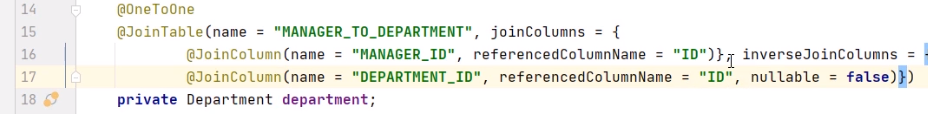 14 @OneToOne
15 @JoinTable(name = "MANAGER_TO_DEPARTMENT", joinColumns = {
16 @JoinColumn(name = "MANAGER_ID", referencedColumnName = "ID")}, inverseJoinColumns = {
17 @JoinColumn(name = "DEPARTMENT_ID", referencedColumnName = "ID", nullable = false)})
18 private Department department;